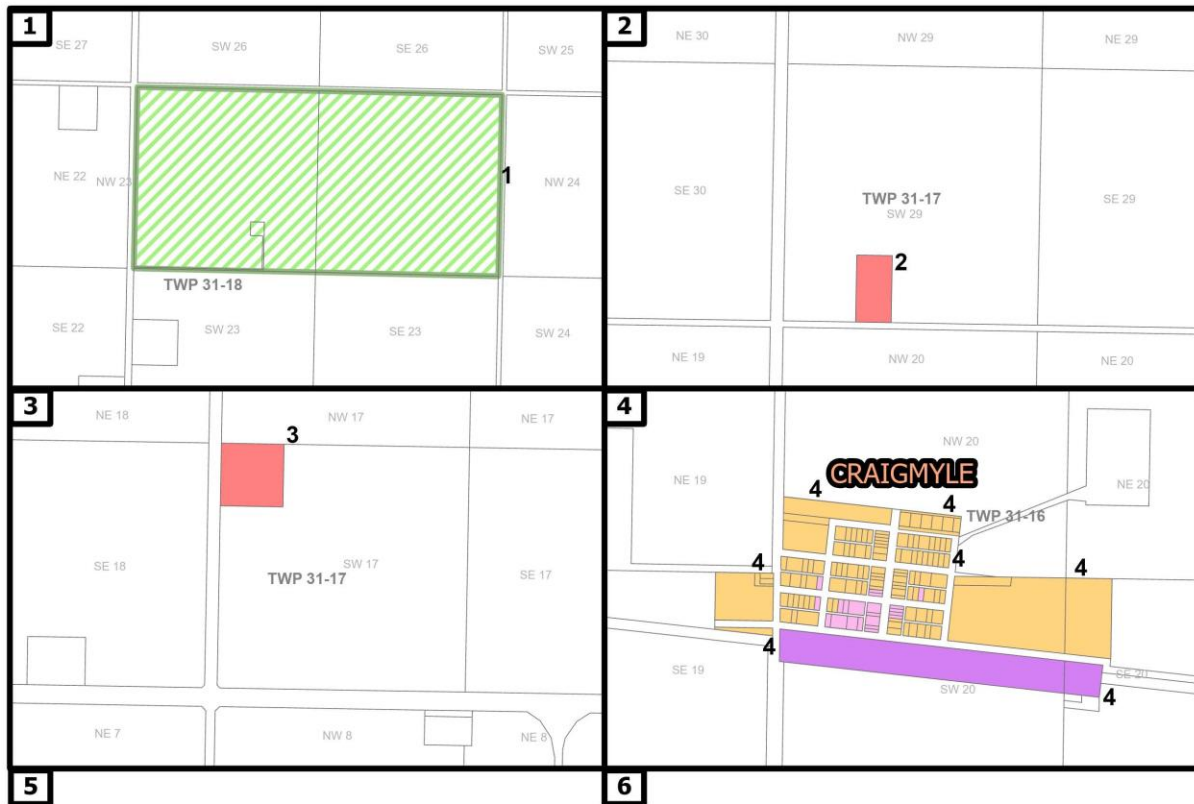 1
SE 27
SW 26
SE 26
SW 25
NE 22
NW 23
1
NW 24
TWP 31-18
SE 22
SW 23
SE 23
SW 24
2
NE 30
NW 29
NE 29
SE 30
TWP 31-17
SW 29
SE 29
2
NE 19
NW 20
NE 20
3
NE 18
NW 17
NE 17
3
SE 18
SW 17
TWP 31-17
SE 17
NE 7
NW 8
NE 8
4
NW 20
CRAIGMYLE
NE 19
4
4
NE 20
TWP 31-16
4
4
4
4
SE 19
SW 20
SE 20
4
5
6